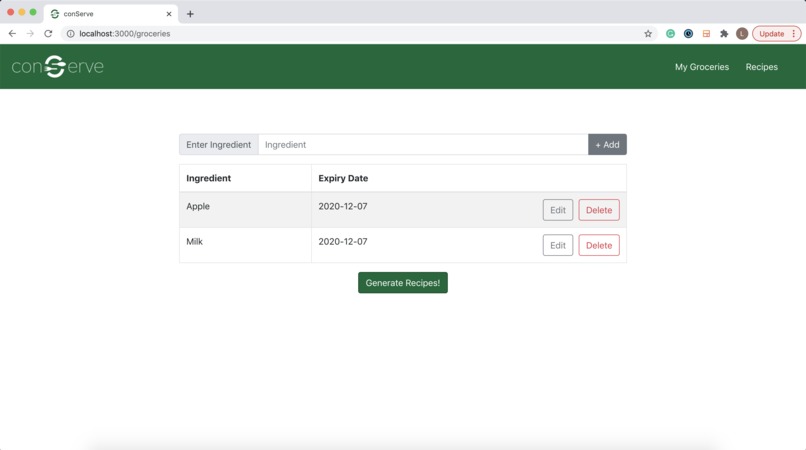 conServe
localhost:3000/groceries
L
Update
conServe
My Groceries
Recipes
Enter Ingredient
Ingredient
+ Add
Ingredient
Expiry Date
Apple
2020-12-07
Edit
Delete
Milk
2020-12-07
Edit
Delete
Generate Recipes!